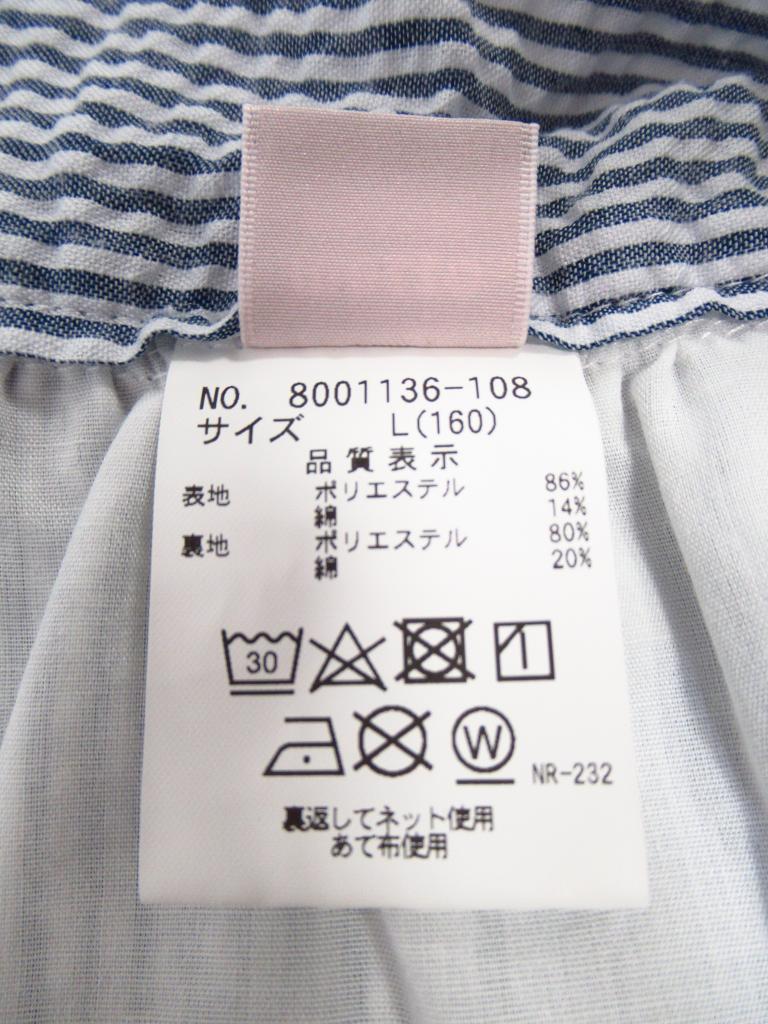 NO. 8001136-108
サイズ L(160)
品質表示
表地 ポリエステル 86%
綿 14%
裏地 ポリエステル 80%
綿 20%
30
W NR-232
裏返してネット使用
あて布使用